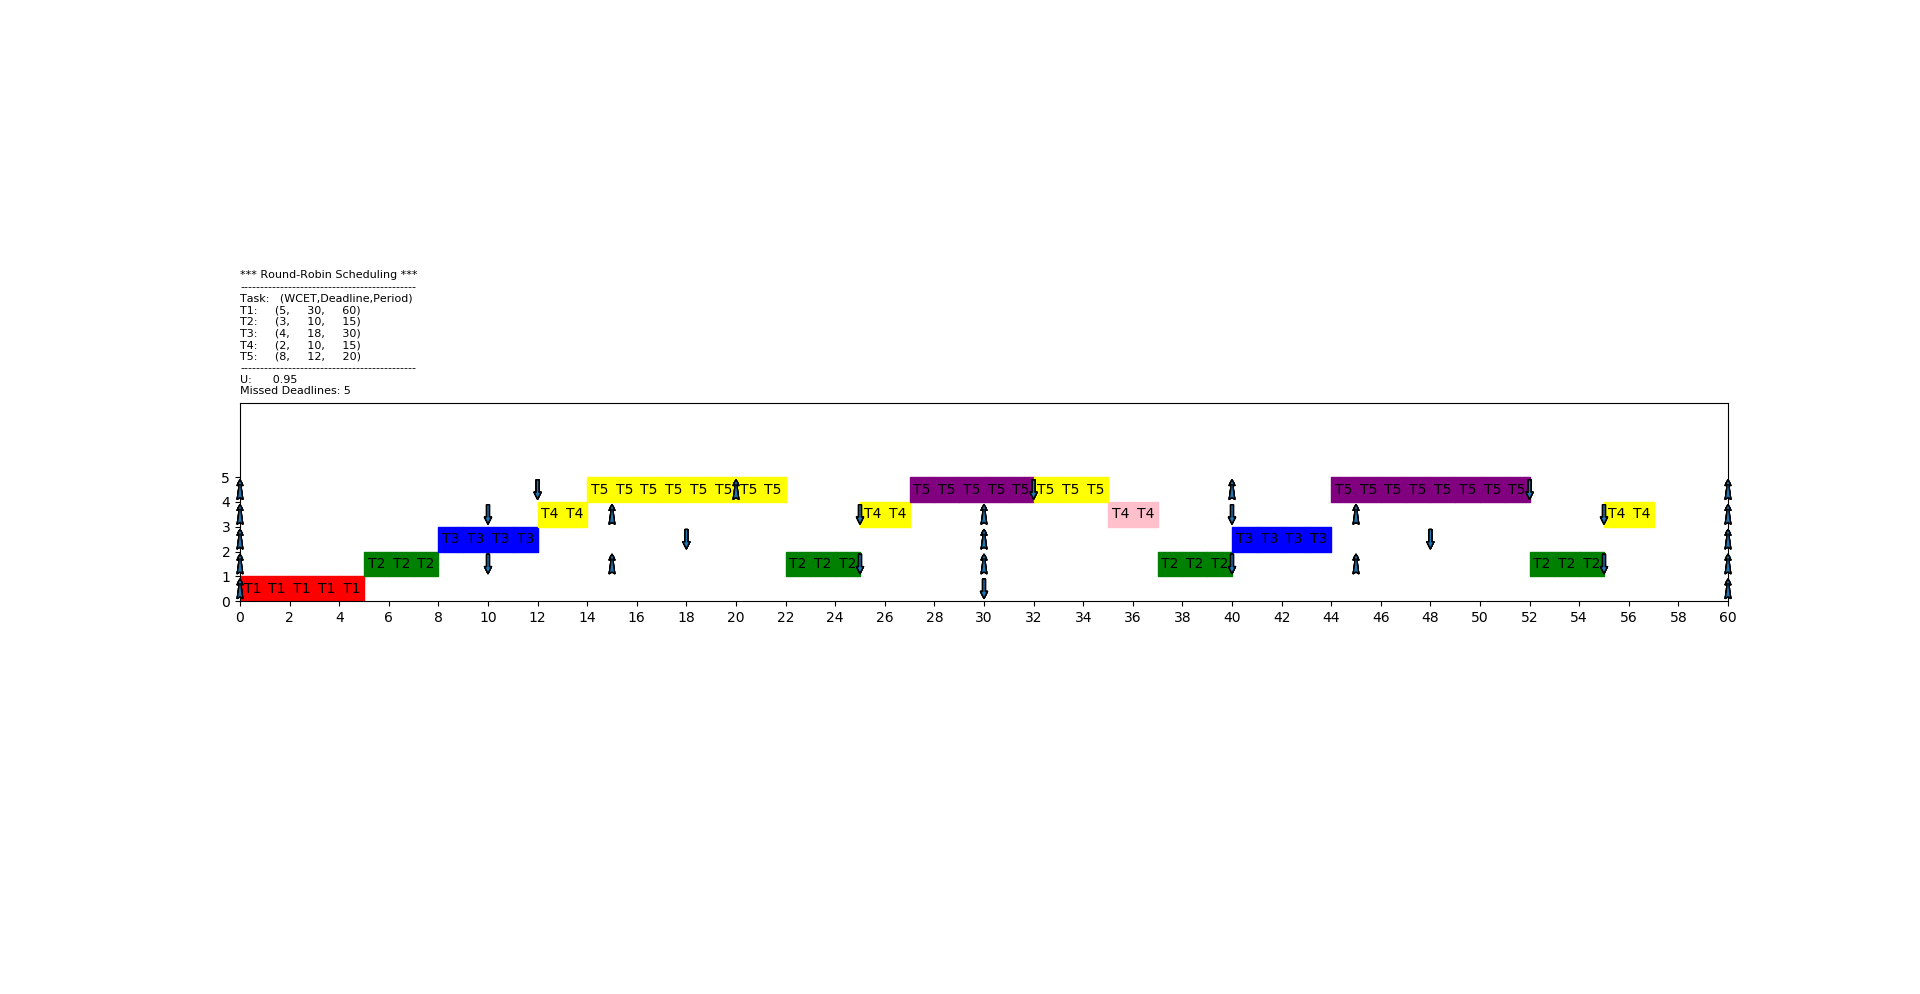 *** Round-Robin Scheduling ***
--------------------------------------------
Task: (WCET,Deadline,Period)
T1: (5, 30, 60)
T2: (3, 10, 15)
T3: (4, 18, 30)
T4: (2, 10, 15)
T5: (8, 12, 20)
--------------------------------------------
U: 0.95
Missed Deadlines: 5
5 T5 T5 T5 T5 T5 T5 T5 T5 T5 T5 T5 T5 T5 T5 T5 T5 T5 T5 T5 T5 T5 T5 T5 T5
4 T4 T4 T4 T4 T4 T4 T4 T4
3 T3 T3 T3 T3 T3 T3 T3 T3
2 T2 T2 T2 T2 T2 T2 T2 T2 T2 T2 T2 T2
1 T1 T1 T1 T1 T1
0
0 2 4 6 8 10 12 14 16 18 20 22 24 26 28 30 32 34 36 38 40 42 44 46 48 50 52 54 56 58 60